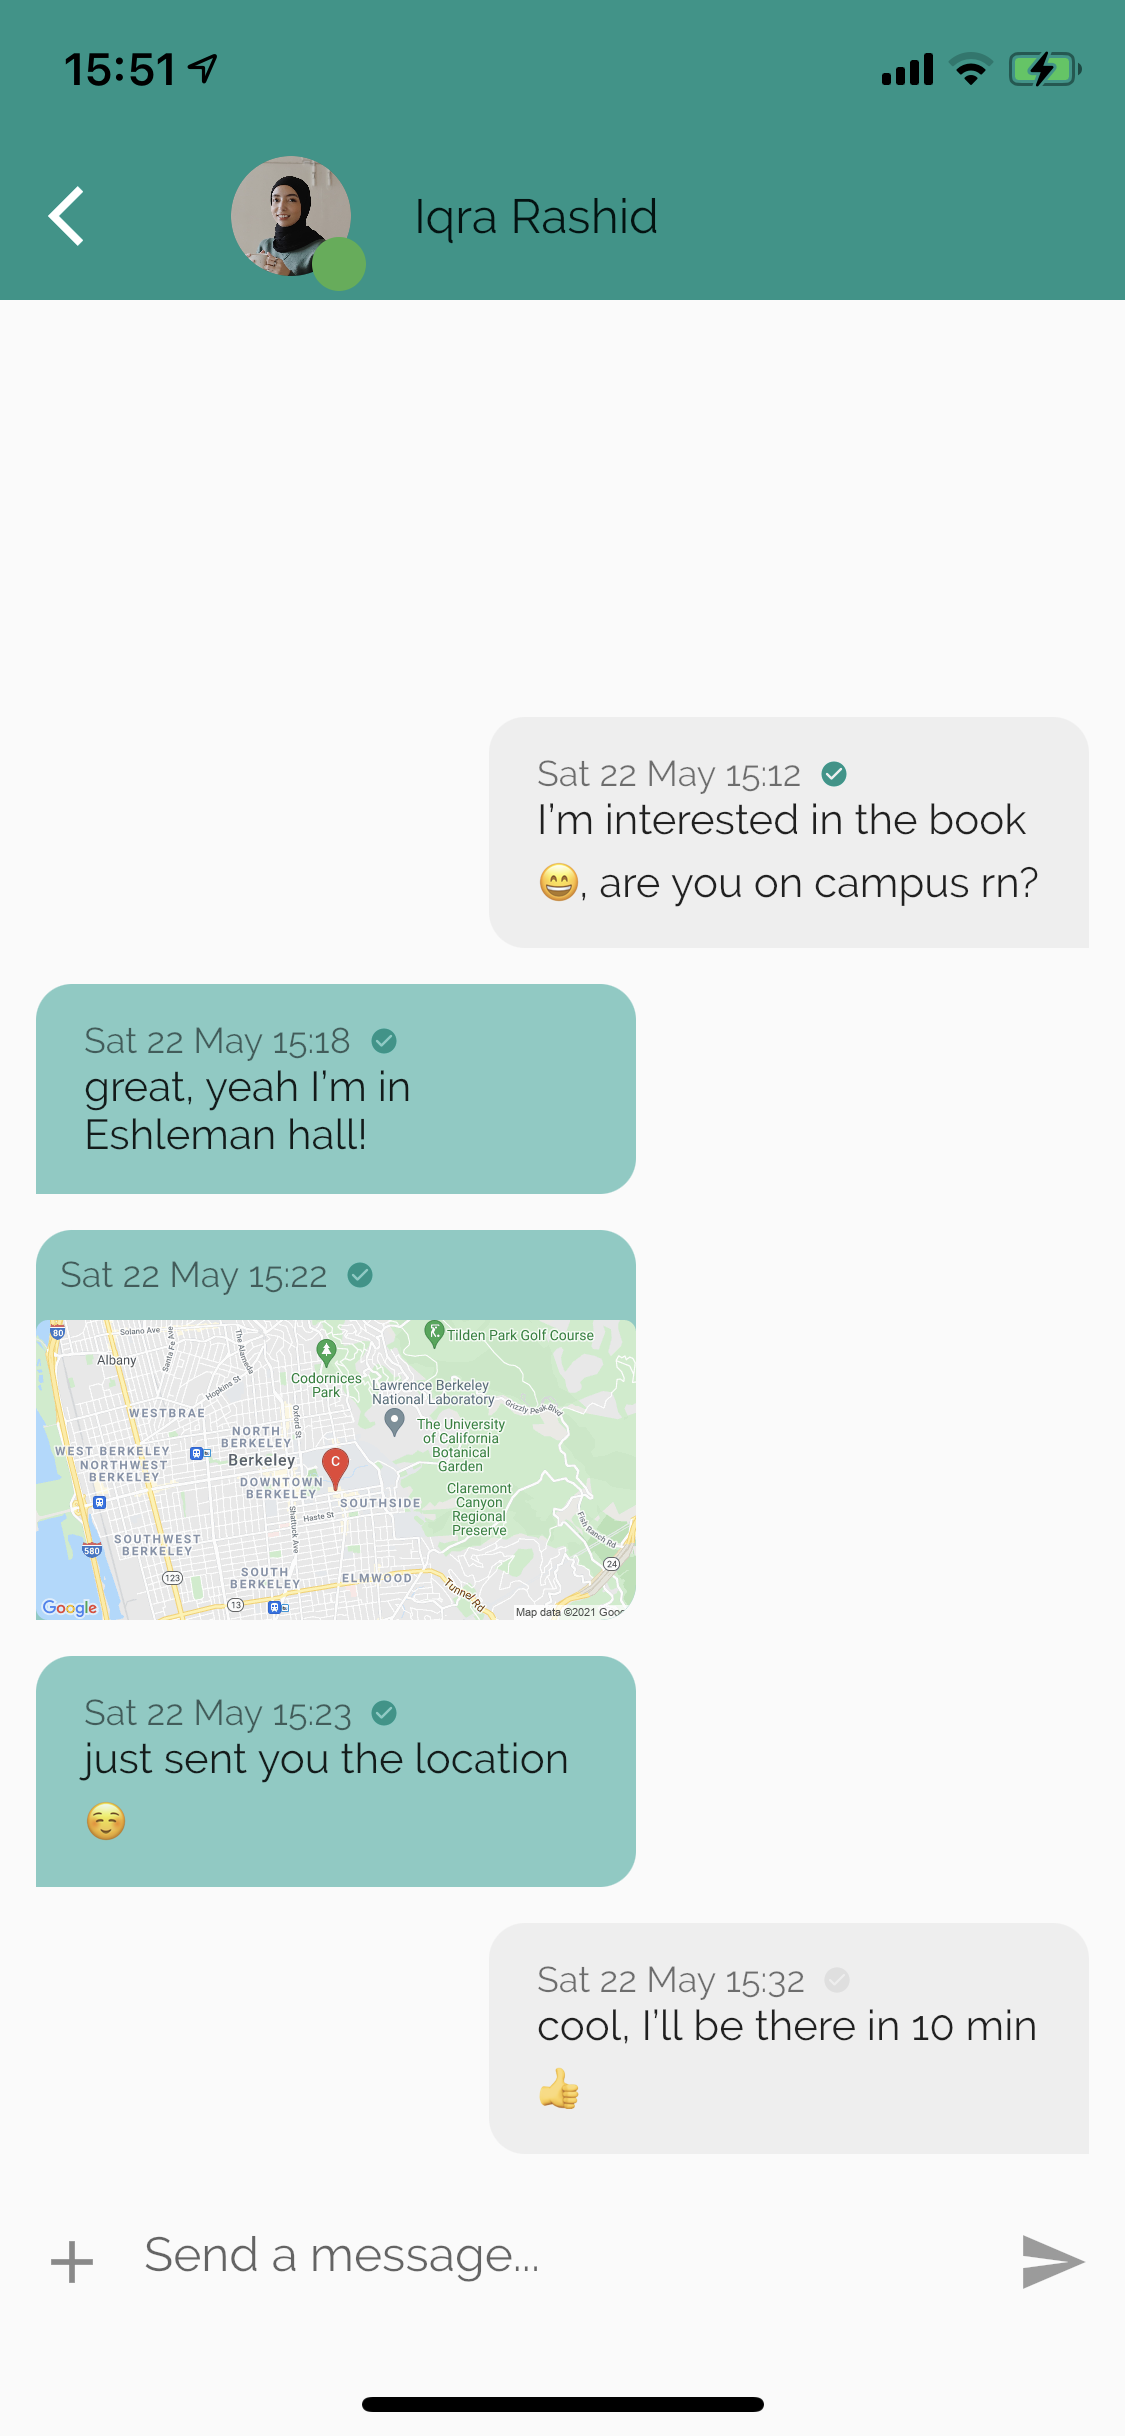 15:51
Iqra Rashid
Sat 22 May 15:12
I'm interested in the book
😄, are you on campus rn?
Sat 22 May 15:18
great, yeah I'm in
Eshleman hall!
Sat 22 May 15:22
80
Solano Ave
Santa Fe Ave
The Alameda
Tilden Park Golf Course
Albany
Codornices
Park
Hopkins St
Lawrence Berkeley
National Laboratory
Grizzly Peak Blvd
WESTBRAE
Oxford St
The University
of California
Botanical
Garden
NORTH
BERKELEY
WEST BERKELEY
NORTHWEST
BERKELEY
Berkeley
C
DOWNTOWN
BERKELEY
SOUTHSIDE
Claremont
Canyon
Regional
Preserve
Haste St
Shattuck Ave
Fish Ranch Rd
SOUTHWEST
BERKELEY
580
24
123
SOUTH
BERKELEY
ELMWOOD
Tunnel Rd
13
Google
Map data ©2021 Goog
Sat 22 May 15:23
just sent you the location
☺️
Sat 22 May 15:32
cool, I'll be there in 10 min
👍
Send a message...